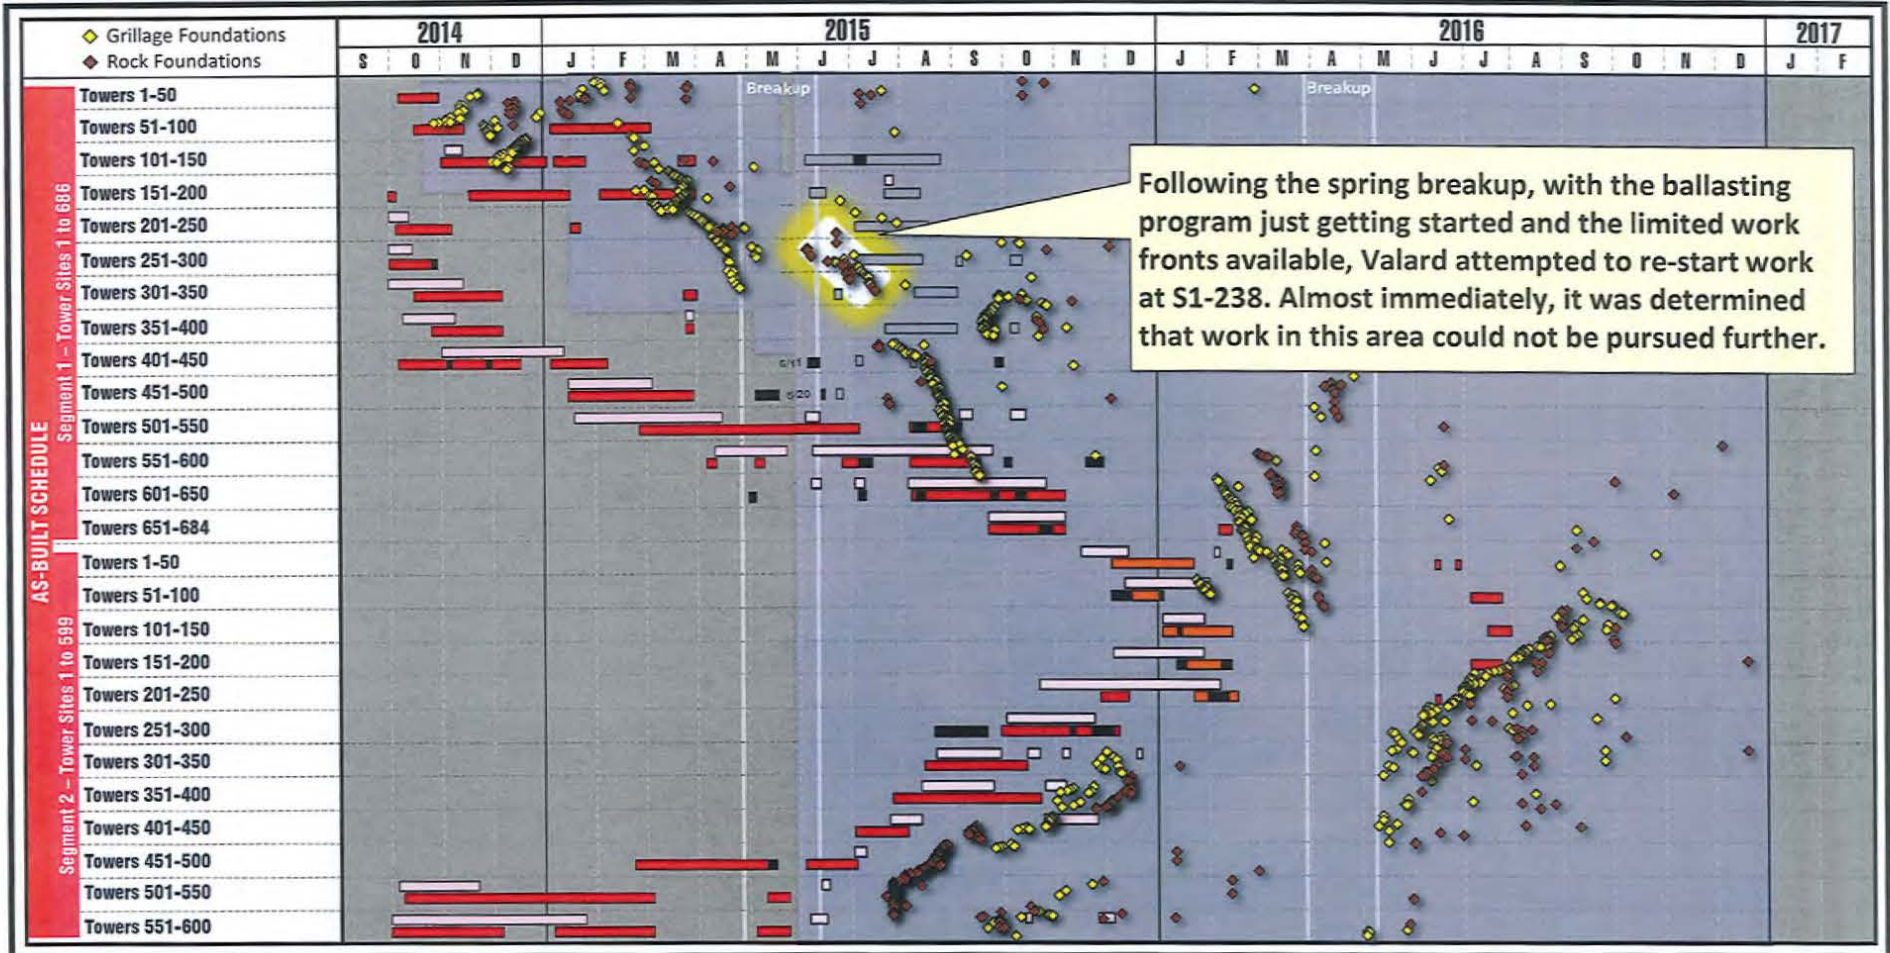 Grillage Foundations
Rock Foundations
2014 2015 2016 2017
S O N D J F M A M J J A S O N D J F M A M J J A S O N D J F
AS-BUILT SCHEDULE
Segment 1 – Tower Sites 1 to 686
Towers 1-50
Towers 51-100
Towers 101-150
Towers 151-200
Towers 201-250
Towers 251-300
Towers 301-350
Towers 351-400
Towers 401-450
Towers 451-500
Towers 501-550
Towers 551-600
Towers 601-650
Towers 651-684
Segment 2 – Tower Sites 1 to 599
Towers 1-50
Towers 51-100
Towers 101-150
Towers 151-200
Towers 201-250
Towers 251-300
Towers 301-350
Towers 351-400
Towers 401-450
Towers 451-500
Towers 501-550
Towers 551-600
Breakup
Breakup
Following the spring breakup, with the ballasting
program just getting started and the limited work
fronts available, Valard attempted to re-start work
at S1-238. Almost immediately, it was determined
that work in this area could not be pursued further.